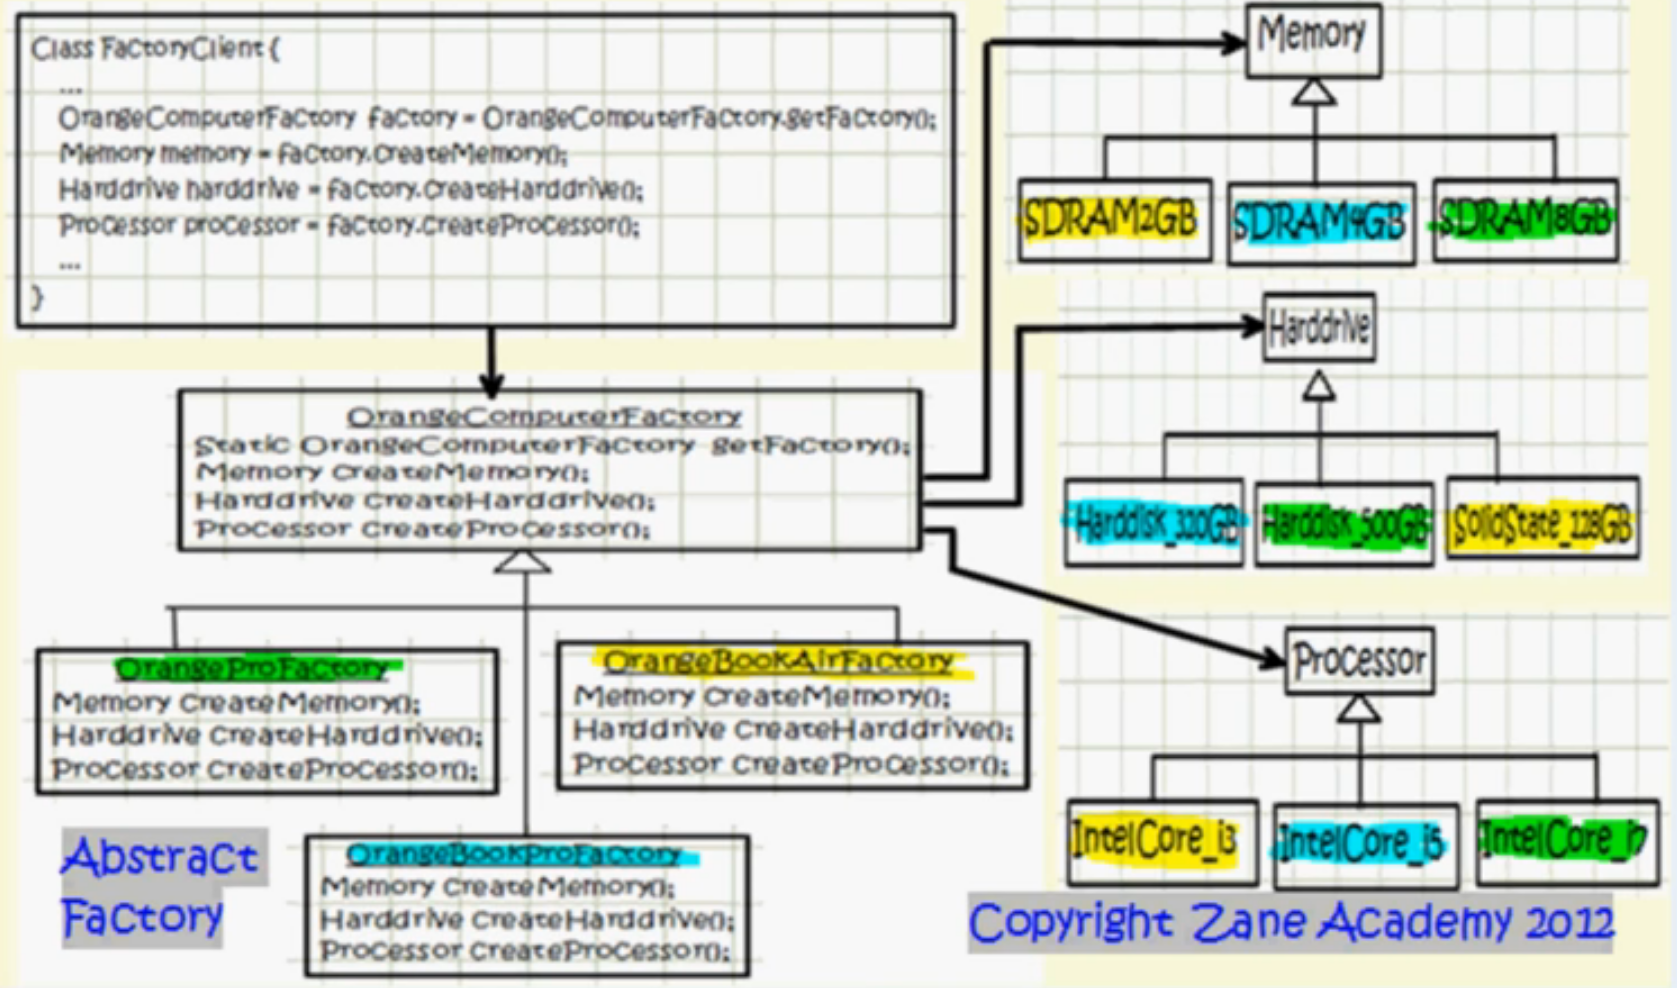 Class FactoryClient {
...
OrangeComputerFactory factory = OrangeComputerFactory.getFactory();
Memory memory = factory.createMemory();
Harddrive harddrive = factory.createHarddrive();
Processor processor = factory.createProcessor();
...
}
OrangeComputerFactory
Static OrangeComputerFactory getFactory();
Memory createMemory();
Harddrive createHarddrive();
Processor createProcessor();
OrangeProFactory
Memory createMemory();
Harddrive createHarddrive();
Processor createProcessor();
OrangeBookAirFactory
Memory createMemory();
Harddrive createHarddrive();
Processor createProcessor();
OrangeBookProFactory
Memory createMemory();
Harddrive createHarddrive();
Processor createProcessor();
Abstract
Factory
Memory
SDRAM2GB
SDRAM4GB
SDRAM8GB
Harddrive
Harddisk_320GB
Harddisk_500GB
SolidState_128GB
Processor
IntelCore_i3
IntelCore_i5
IntelCore_i7
Copyright Zane Academy 2012